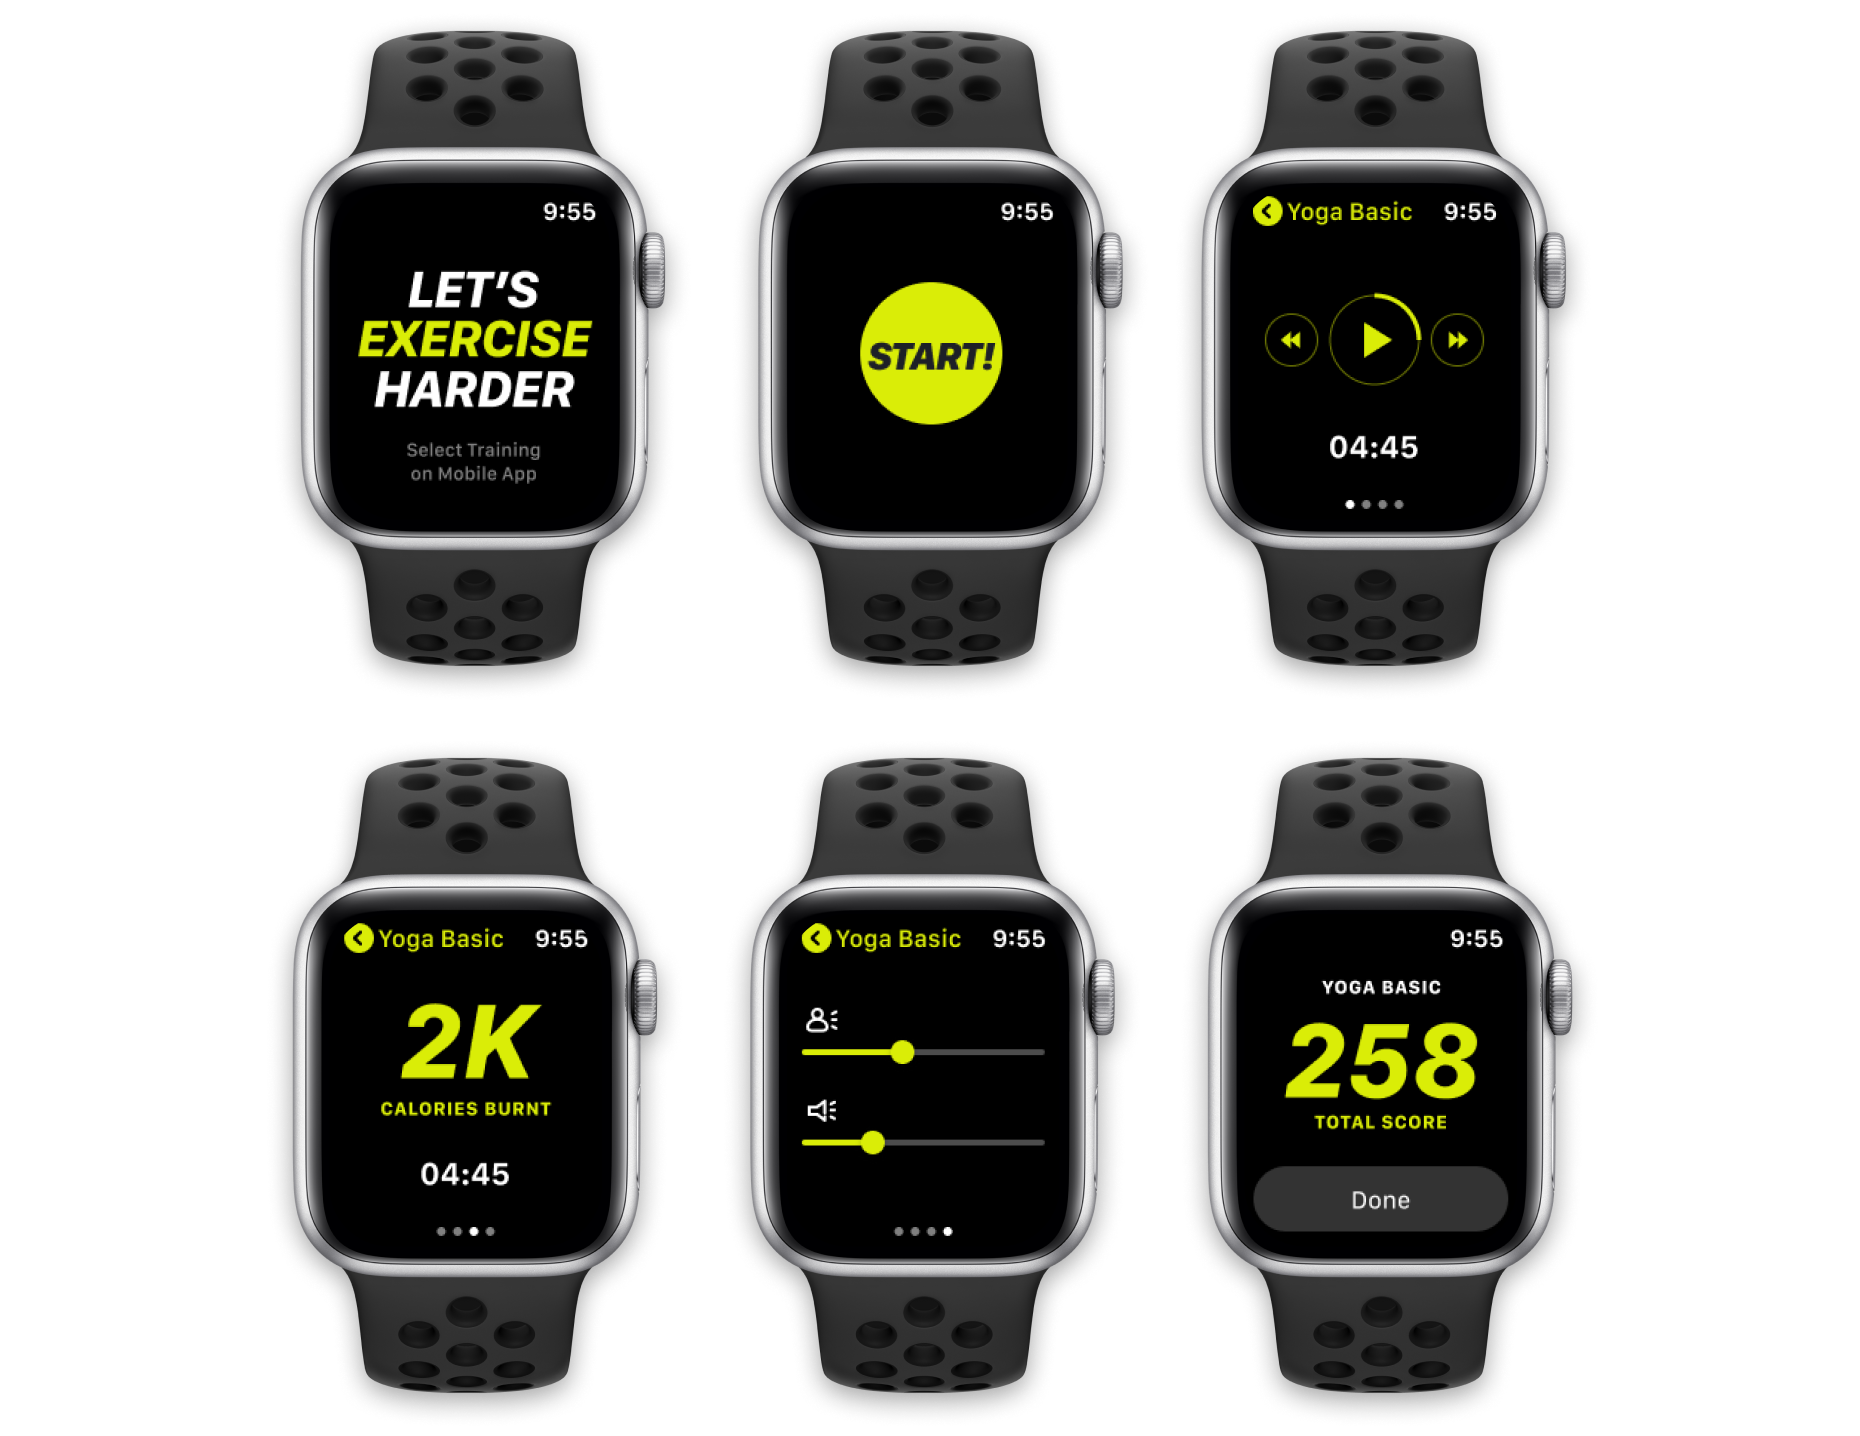 9:55
LET'S
EXERCISE
HARDER
Select Training
on Mobile App
9:55
START!
Yoga Basic 9:55
04:45
Yoga Basic 9:55
2K
CALORIES BURNT
04:45
Yoga Basic 9:55
9:55
YOGA BASIC
258
TOTAL SCORE
Done